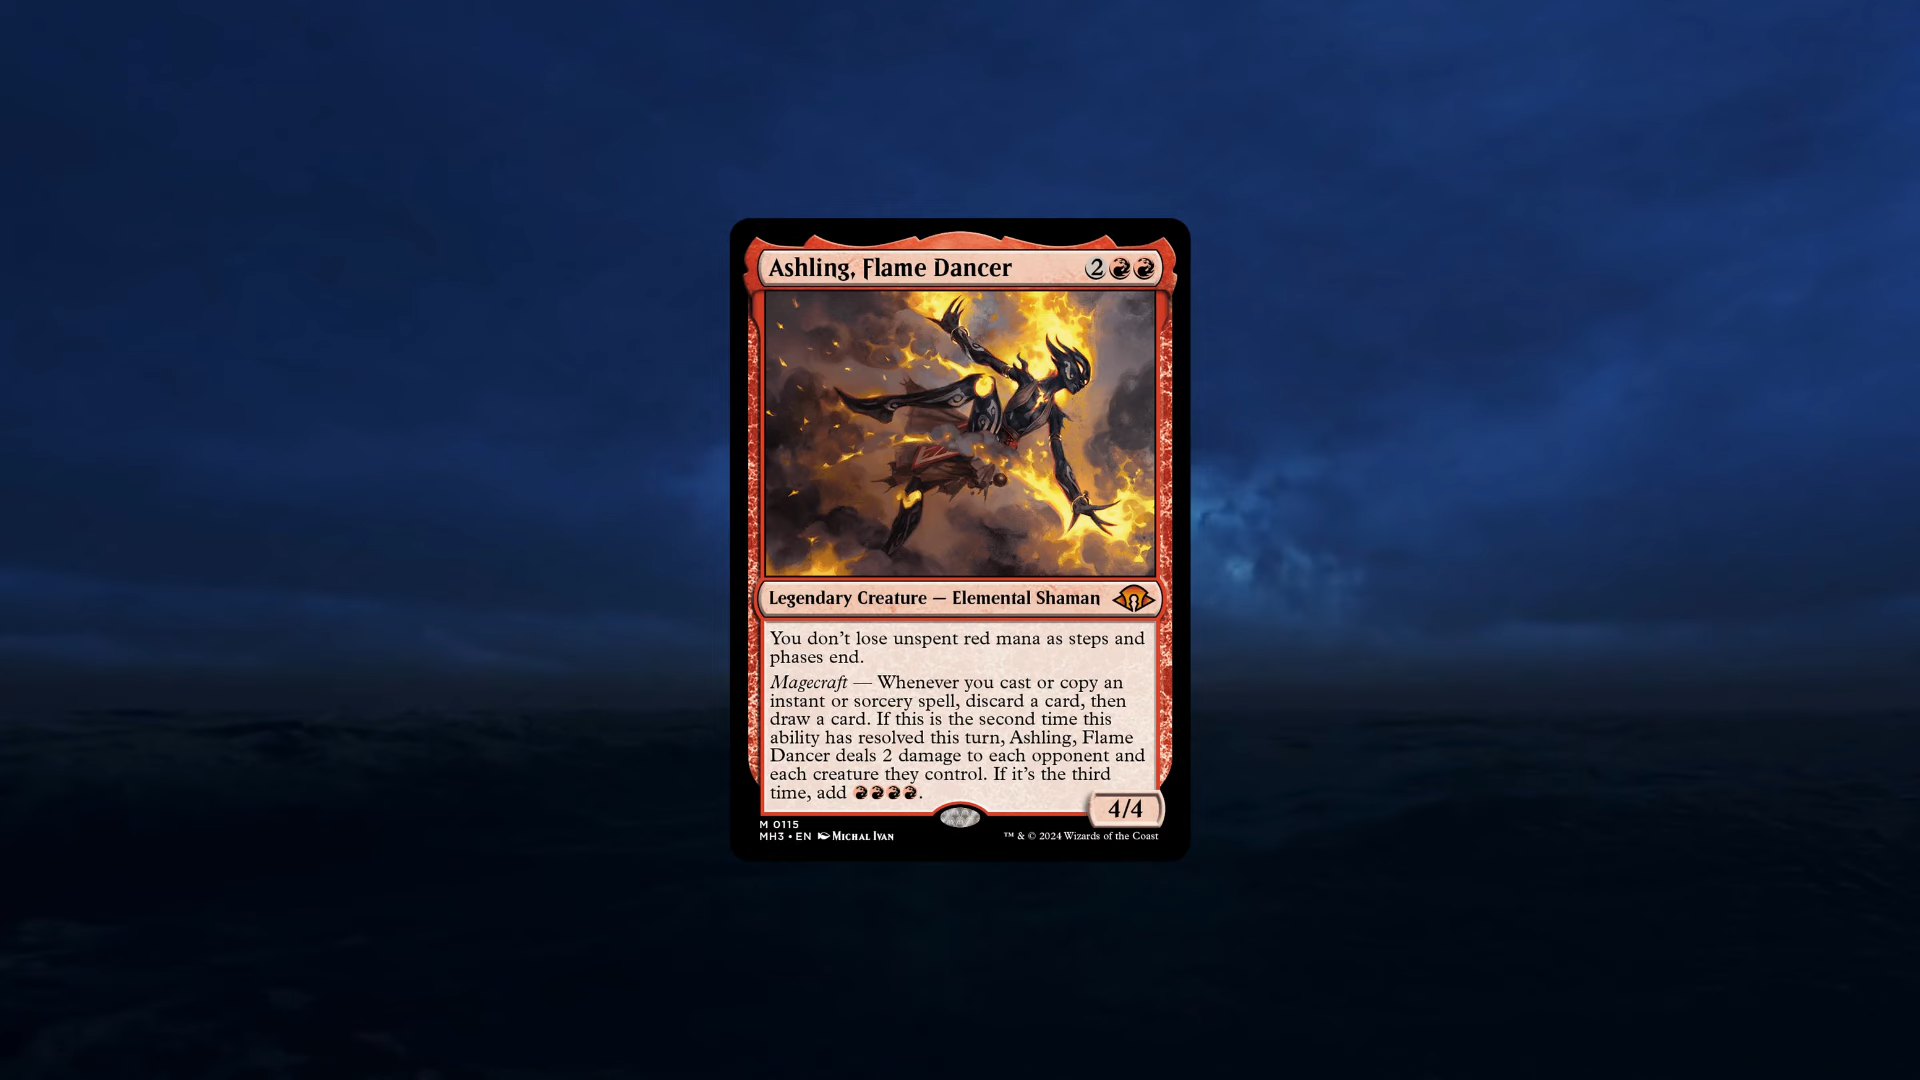 Ashling, Flame Dancer 2
Legendary Creature — Elemental Shaman
You don't lose unspent red mana as steps and
phases end.
Magecraft — Whenever you cast or copy an
instant or sorcery spell, discard a card, then
draw a card. If this is the second time this
ability has resolved this turn, Ashling, Flame
Dancer deals 2 damage to each opponent and
each creature they control. If it's the third
time, add .
4/4
M 0115
MH3 • EN Michal Ivan
™ & © 2024 Wizards of the Coast